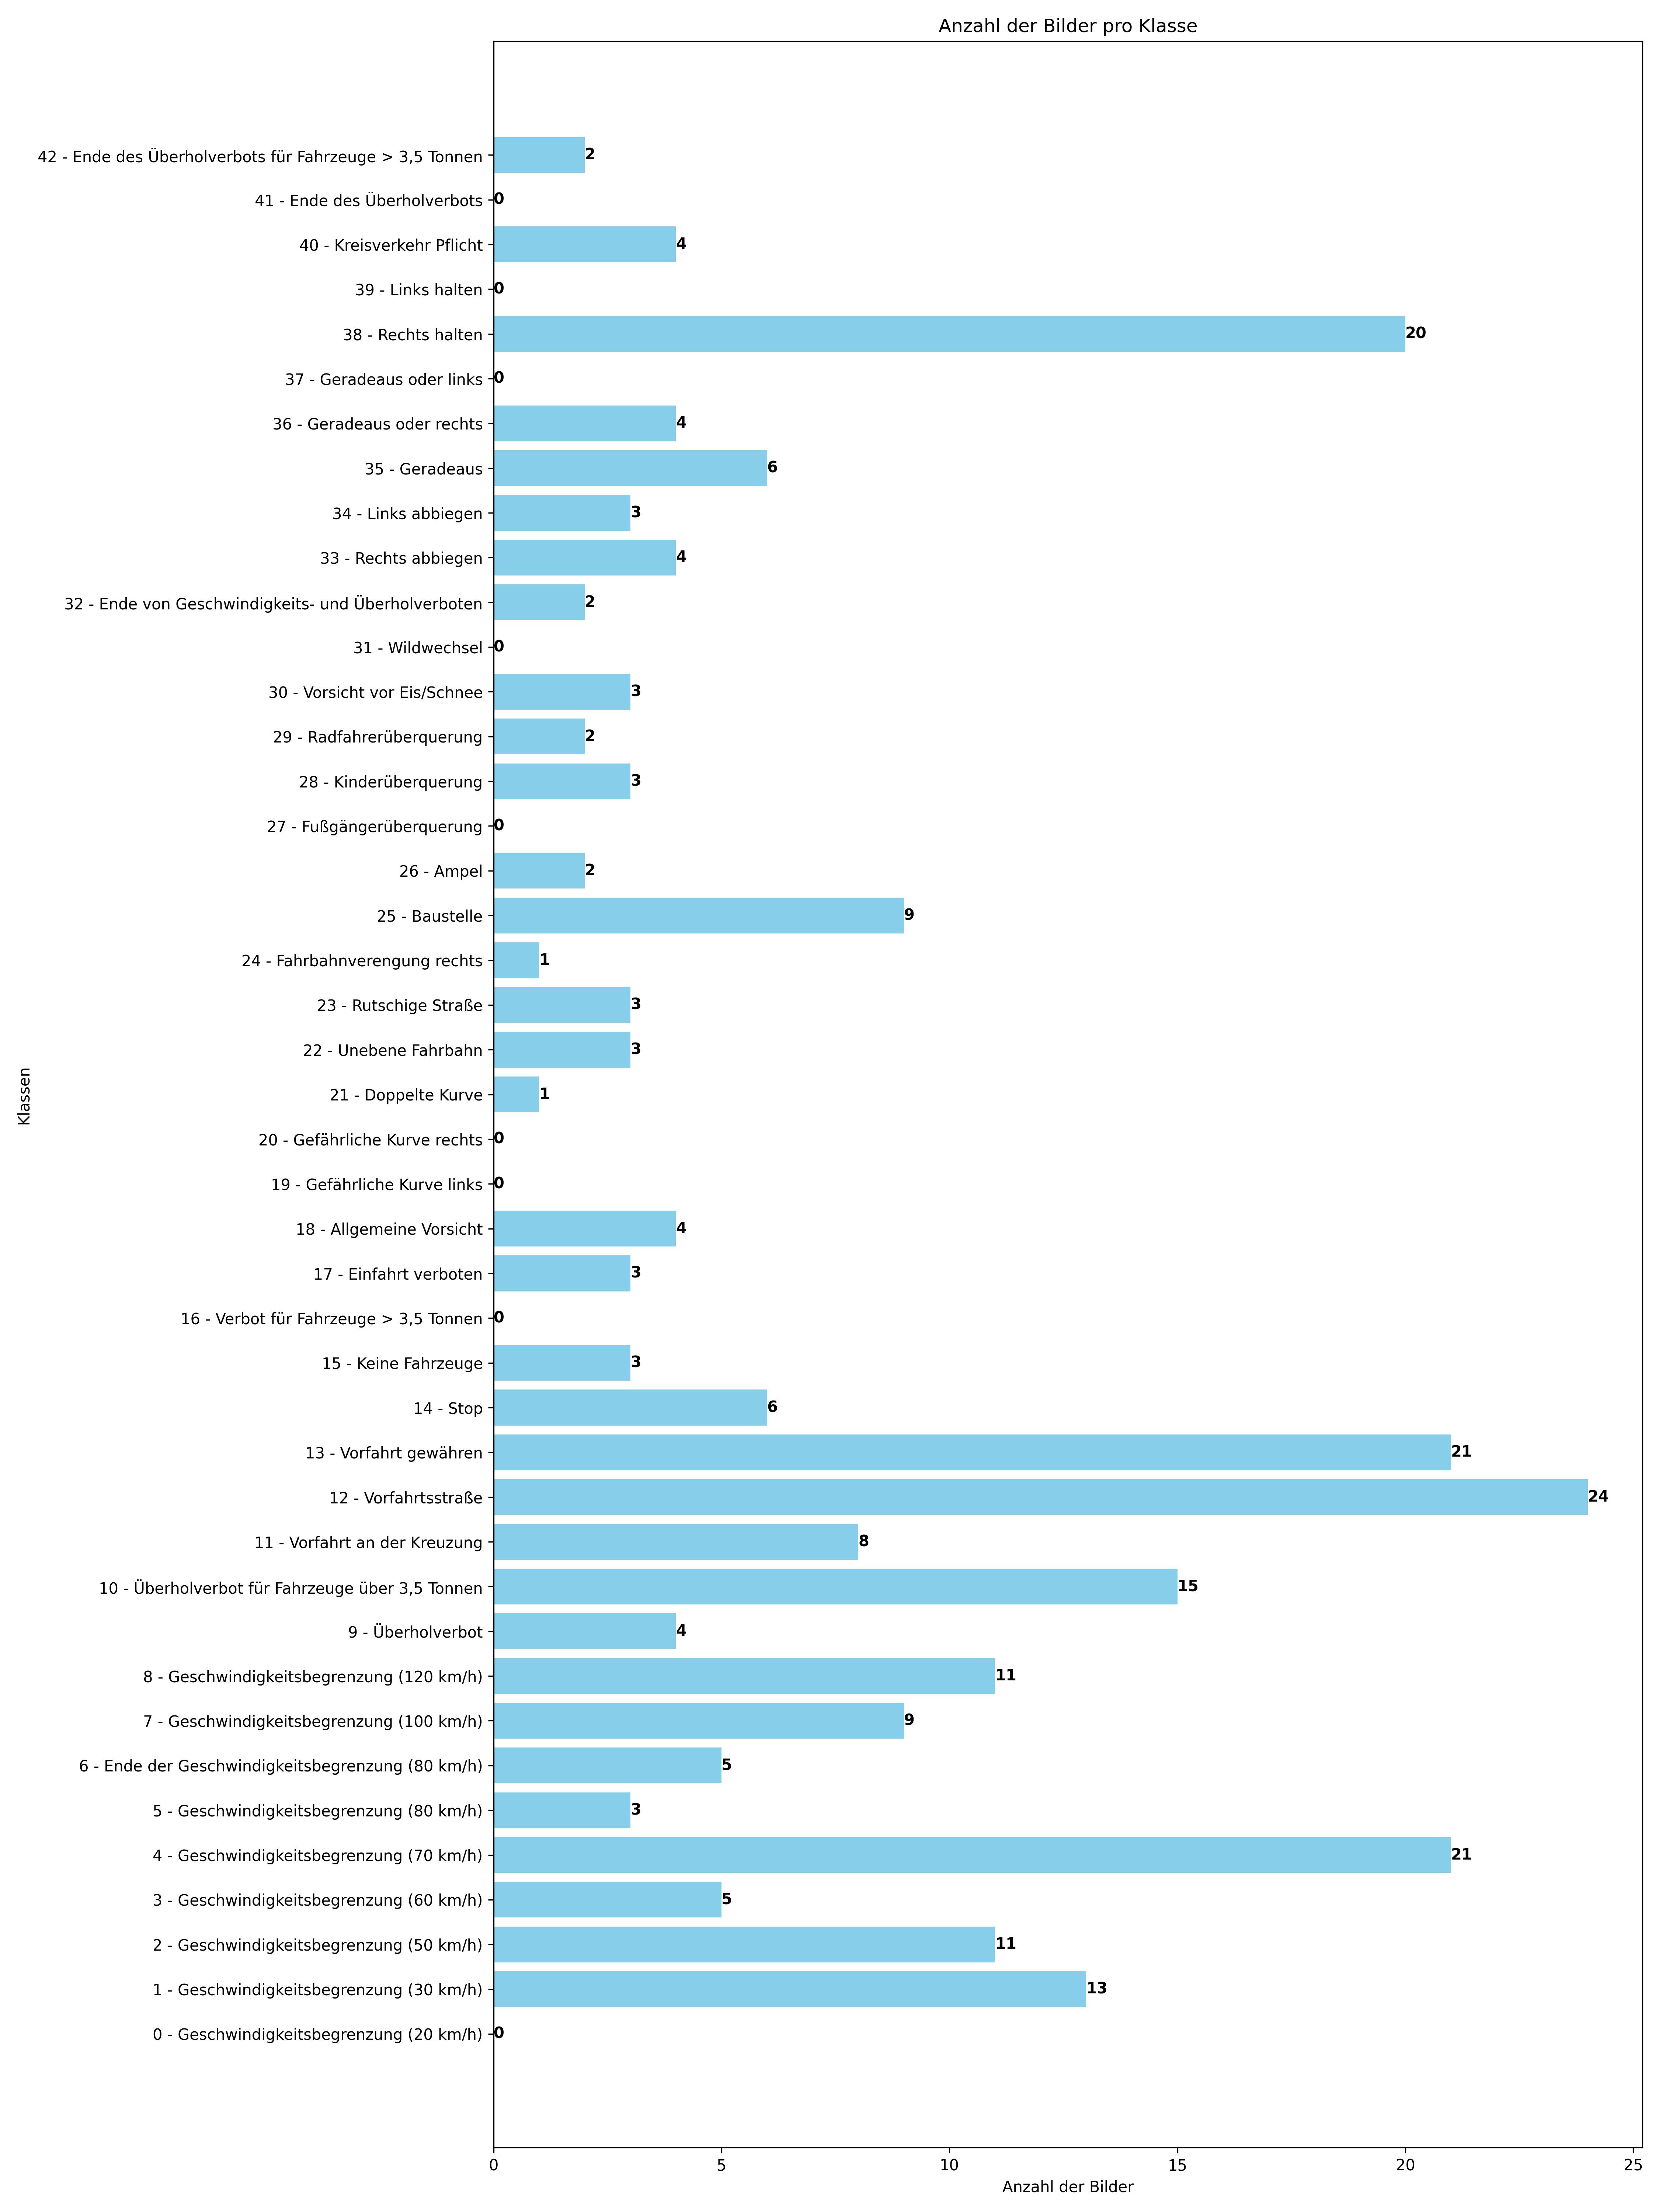 Anzahl der Bilder pro Klasse
42 - Ende des Überholverbots für Fahrzeuge > 3,5 Tonnen 2
41 - Ende des Überholverbots 0
40 - Kreisverkehr Pflicht 4
39 - Links halten 0
38 - Rechts halten 20
37 - Geradeaus oder links 0
36 - Geradeaus oder rechts 4
35 - Geradeaus 6
34 - Links abbiegen 3
33 - Rechts abbiegen 4
32 - Ende von Geschwindigkeits- und Überholverboten 2
31 - Wildwechsel 0
30 - Vorsicht vor Eis/Schnee 3
29 - Radfahrerüberquerung 2
28 - Kinderüberquerung 3
27 - Fußgängerüberquerung 0
26 - Ampel 2
25 - Baustelle 9
24 - Fahrbahnverengung rechts 1
23 - Rutschige Straße 3
22 - Unebene Fahrbahn 3
21 - Doppelte Kurve 1
20 - Gefährliche Kurve rechts 0
19 - Gefährliche Kurve links 0
18 - Allgemeine Vorsicht 4
17 - Einfahrt verboten 3
16 - Verbot für Fahrzeuge > 3,5 Tonnen 0
15 - Keine Fahrzeuge 3
14 - Stop 6
13 - Vorfahrt gewähren 21
12 - Vorfahrtsstraße 24
11 - Vorfahrt an der Kreuzung 8
10 - Überholverbot für Fahrzeuge über 3,5 Tonnen 15
9 - Überholverbot 4
8 - Geschwindigkeitsbegrenzung (120 km/h) 11
7 - Geschwindigkeitsbegrenzung (100 km/h) 9
6 - Ende der Geschwindigkeitsbegrenzung (80 km/h) 5
5 - Geschwindigkeitsbegrenzung (80 km/h) 3
4 - Geschwindigkeitsbegrenzung (70 km/h) 21
3 - Geschwindigkeitsbegrenzung (60 km/h) 5
2 - Geschwindigkeitsbegrenzung (50 km/h) 11
1 - Geschwindigkeitsbegrenzung (30 km/h) 13
0 - Geschwindigkeitsbegrenzung (20 km/h) 0
Klassen
0 5 10 15 20 25
Anzahl der Bilder